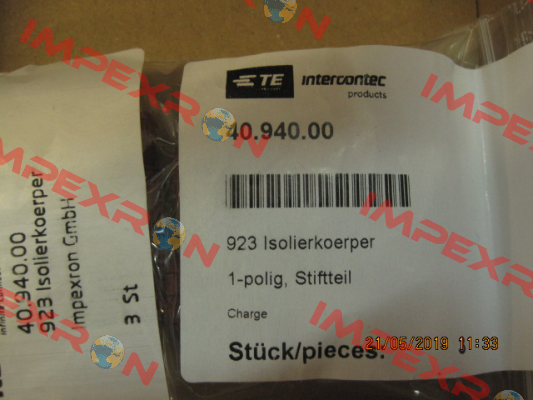 TE
intercontec
products
40.940.00
923 Isolierkoerper
1-polig, Stiftteil
Charge
Stück/pieces:
40.940.00
923 Isolierkoerper
Impexron GmbH
3 St
21/05/2019 11:33
IMPEXRON
IMPEXRON
IMPEXRON
IMPEXRON
IMPEXRON